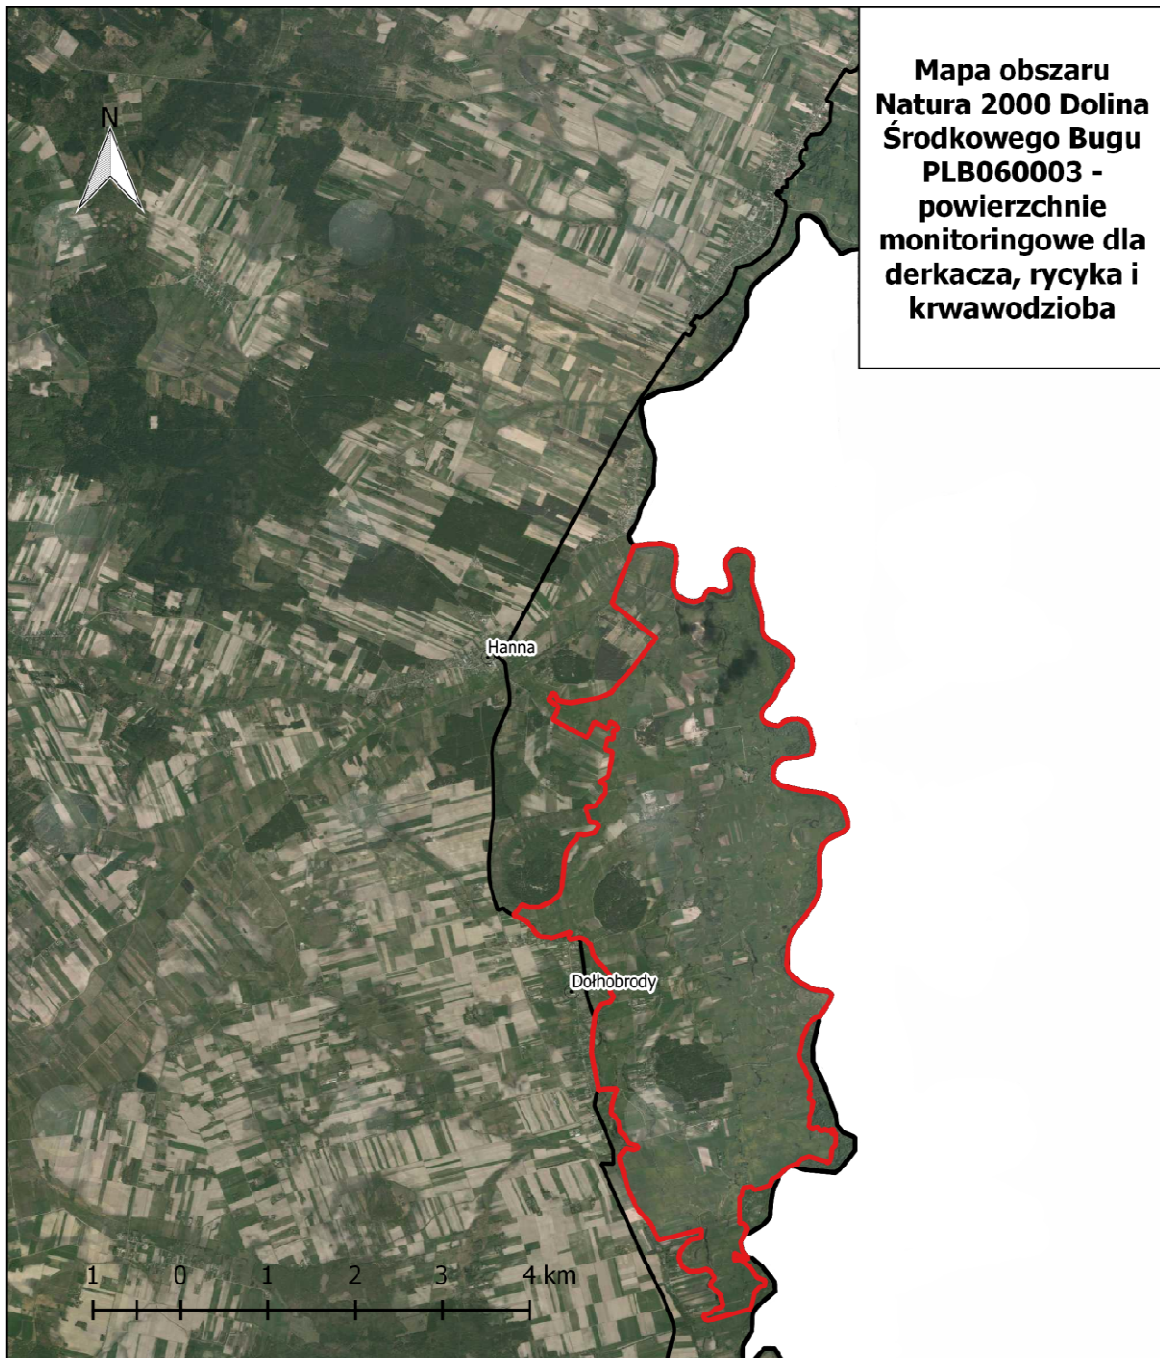 Mapa obszaru
Natura 2000 Dolina
Środkowego Bugu
PLB060003 -
powierzchnie
monitoringowe dla
derkacza, rycyka i
krwawodzioba
N
Hanna
Dołhobrody
1 0 1 2 3 4 km